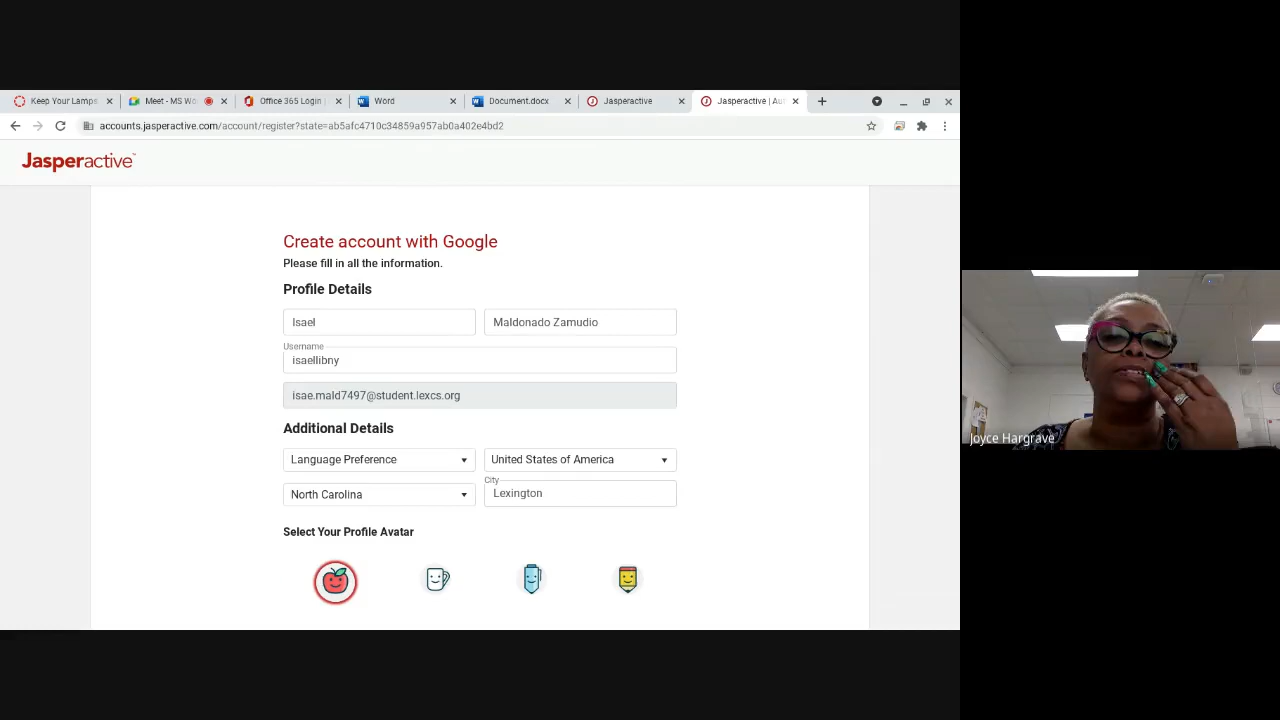 Keep Your Lamps
Meet - MS Wo
Office 365 Login |
Word
Document.docx
Jasperactive
Jasperactive | Au
accounts.jasperactive.com/account/register?state=ab5afc4710c34859a957ab0a402e4bd2
Jasperactive
Create account with Google
Please fill in all the information.
Profile Details
Isael
Maldonado Zamudio
Username
isaellibny
isae.mald7497@student.lexcs.org
Additional Details
Language Preference
United States of America
North Carolina
City
Lexington
Select Your Profile Avatar
Joyce Hargrave